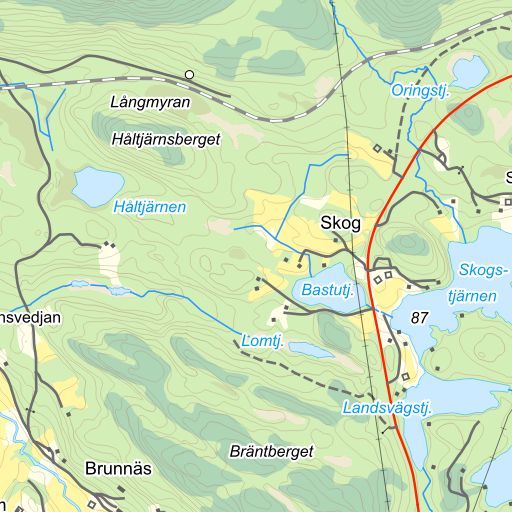 Oringstj.
Långmyran
Håltjärnsberget
Håltjärnen
Skog
Skogs-
tjärnen
Bastutj.
nsvedjan
87
Lomtj.
Landsvägstj.
Bräntberget
Brunnäs